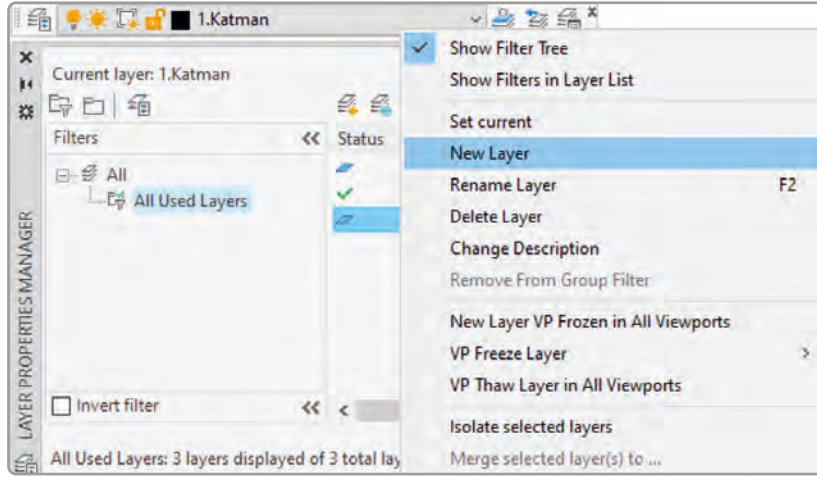 1.Katman
Current layer: 1.Katman
Filters
Status
All
All Used Layers
Invert filter
All Used Layers: 3 layers displayed of 3 total lay
LAYER PROPERTIES MANAGER
Show Filter Tree
Show Filters in Layer List
Set current
New Layer
Rename Layer F2
Delete Layer
Change Description
Remove From Group Filter
New Layer VP Frozen in All Viewports
VP Freeze Layer
VP Thaw Layer in All Viewports
Isolate selected layers
Merge selected layer(s) to ...